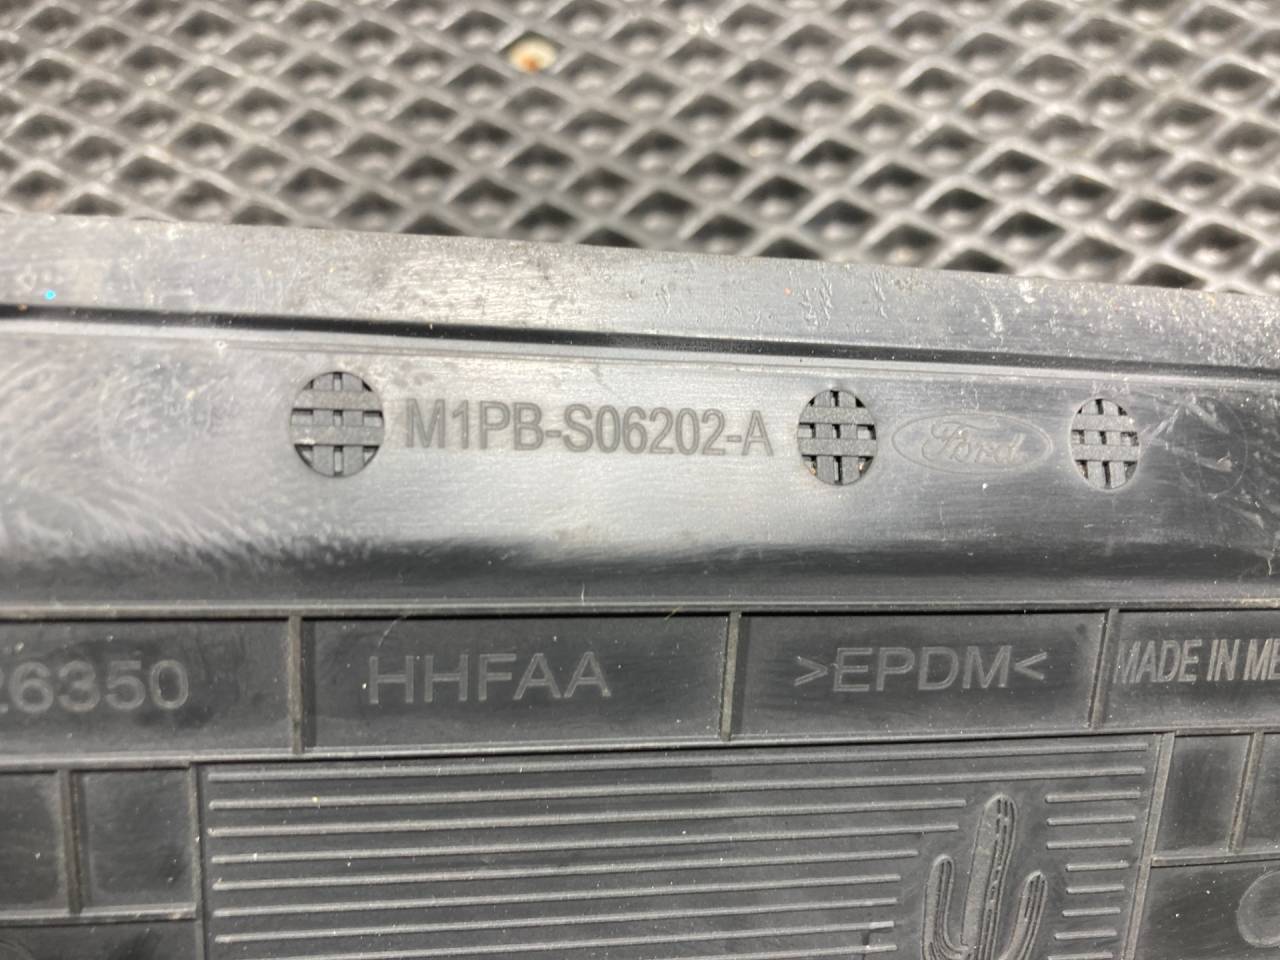 M1PB-S06202-A Ford
26350 HHFAA >EPDM< MADE IN ME